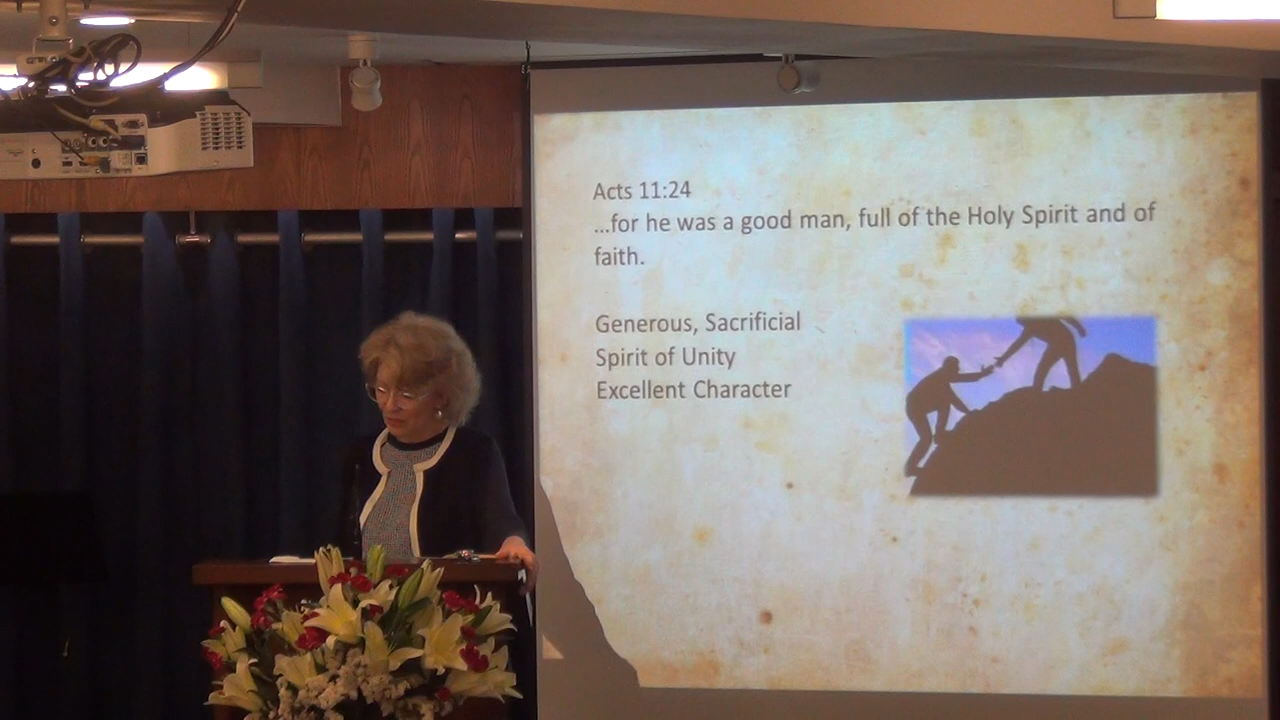 Acts 11:24
...for he was a good man, full of the Holy Spirit and of
faith.
Generous, Sacrificial
Spirit of Unity
Excellent Character